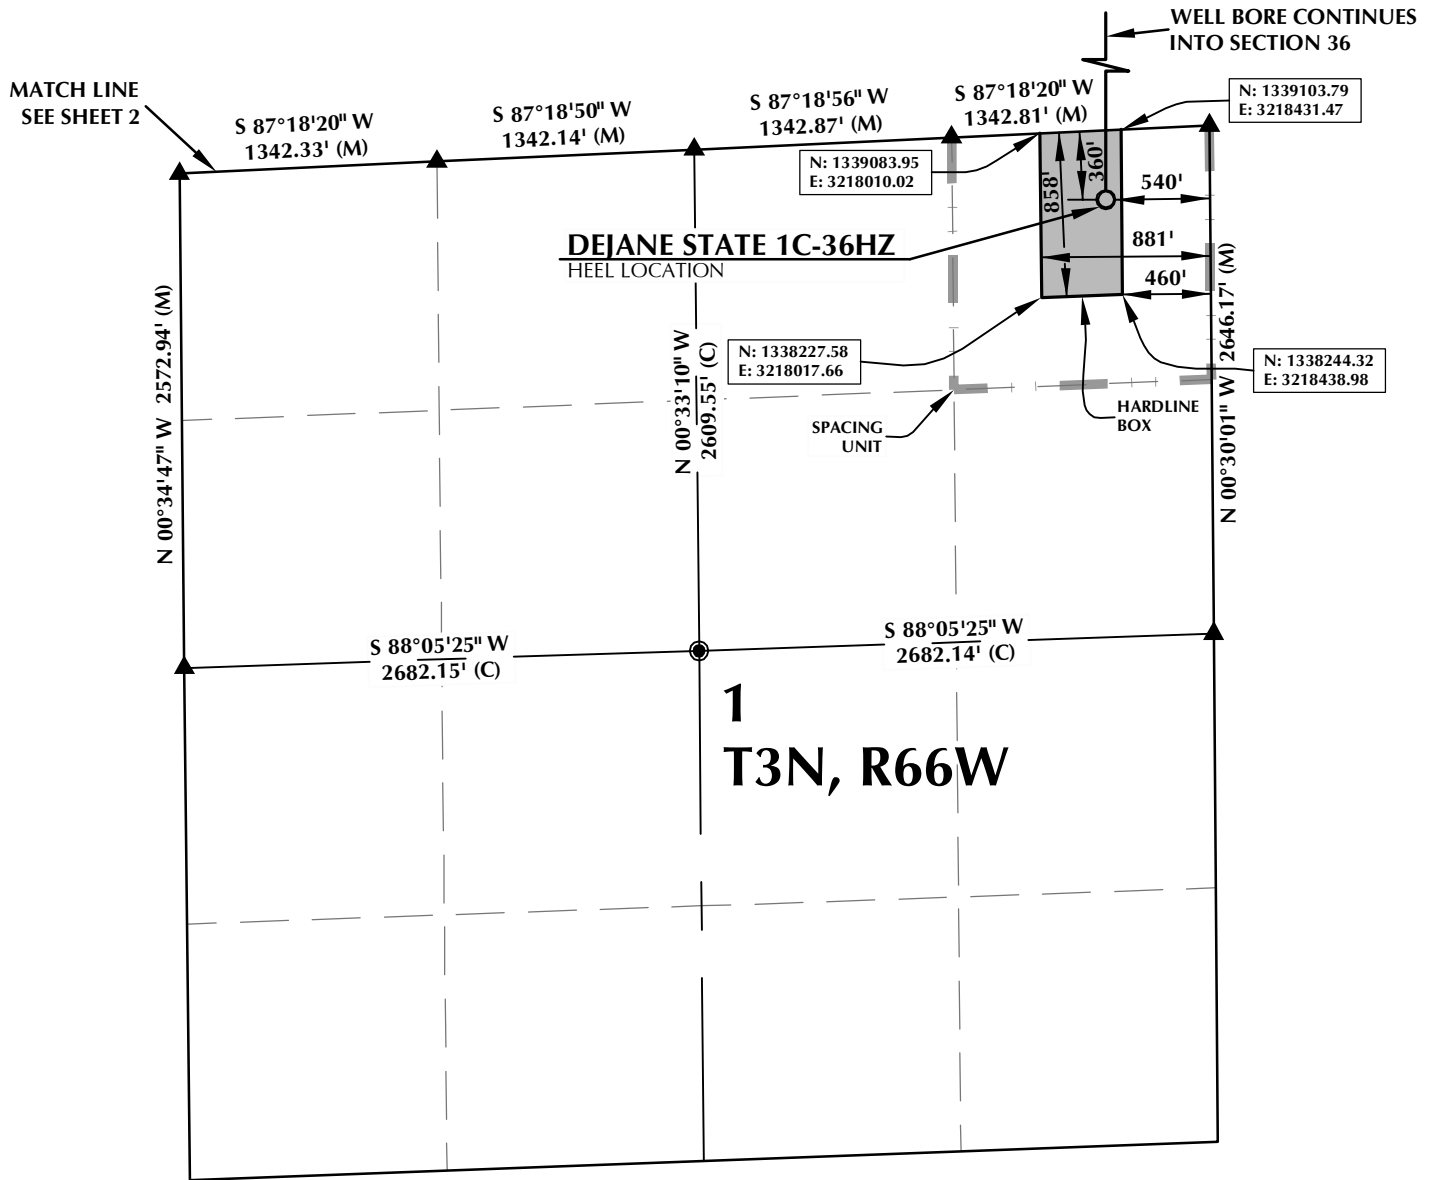 WELL BORE CONTINUES
INTO SECTION 36
MATCH LINE
SEE SHEET 2
S 87°18'20" W
1342.33' (M)
S 87°18'50" W
1342.14' (M)
S 87°18'56" W
1342.87' (M)
S 87°18'20" W
1342.81' (M)
N: 1339103.79
E: 3218431.47
N: 1339083.95
E: 3218010.02
360'
858'
540'
DEJANE STATE 1C-36HZ
HEEL LOCATION
881'
460'
N 00°34'47" W 2572.94' (M)
N 00°33'10" W
2609.55' (C)
N 00°30'01" W 2646.17' (M)
N: 1338227.58
E: 3218017.66
N: 1338244.32
E: 3218438.98
SPACING
UNIT
HARDLINE
BOX
S 88°05'25" W
2682.15' (C)
S 88°05'25" W
2682.14' (C)
1
T3N, R66W